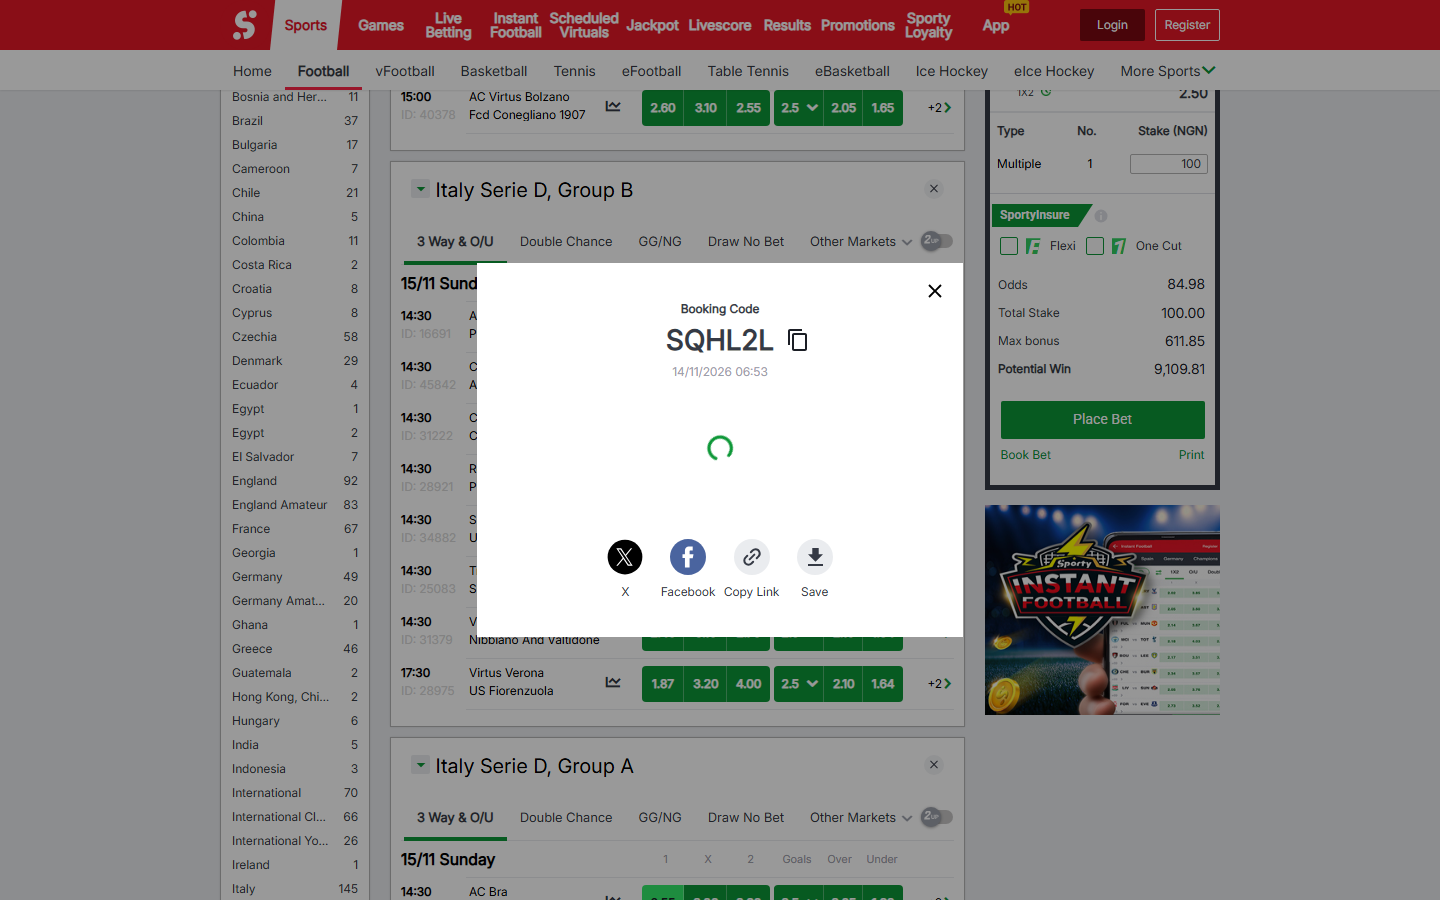 Sports
Games
Live Betting
Instant Football
Scheduled Virtuals
Jackpot
Livescore
Results
Promotions
Sporty Loyalty
App
HOT
Login
Register
Home
Football
vFootball
Basketball
Tennis
eFootball
Table Tennis
eBasketball
Ice Hockey
eIce Hockey
More Sports
Bosnia and Her... 11
Brazil 37
Bulgaria 17
Cameroon 7
Chile 21
China 5
Colombia 11
Costa Rica 2
Croatia 8
Cyprus 8
Czechia 58
Denmark 29
Ecuador 4
Egypt 1
Egypt 2
El Salvador 7
England 92
England Amateur 83
France 67
Georgia 1
Germany 49
Germany Amat... 20
Ghana 1
Greece 46
Guatemala 2
Hong Kong, Chi... 2
Hungary 6
India 5
Indonesia 3
International 70
International Cl... 66
International Yo... 26
Ireland 1
Italy 145
15:00 AC Virtus Bolzano
ID: 40378 Fcd Conegliano 1907
2.60 3.10 2.55 2.5 2.05 1.65 +2
Italy Serie D, Group B
3 Way & O/U Double Chance GG/NG Draw No Bet Other Markets 2UP
15/11 Sund
14:30 A
ID: 16691 P
14:30 C
ID: 45842 A
14:30 C
ID: 31222 C
14:30 R
ID: 28921 P
14:30 S
ID: 34882 U
14:30 T
ID: 25083 S
14:30 V
ID: 31379 Nibbiano And Valtidone
17:30 Virtus Verona
ID: 28975 US Fiorenzuola
1.87 3.20 4.00 2.5 2.10 1.64 +2
Italy Serie D, Group A
3 Way & O/U Double Chance GG/NG Draw No Bet Other Markets 2UP
15/11 Sunday 1 X 2 Goals Over Under
14:30 AC Bra
Booking Code
SQHL2L
14/11/2026 06:53
X
Facebook
Copy Link
Save
1X2 2.50
Type No. Stake (NGN)
Multiple 1 100
SportyInsure
Flexi
One Cut
Odds 84.98
Total Stake 100.00
Max bonus 611.85
Potential Win 9,109.81
Place Bet
Book Bet Print
Sporty
INSTANT
FOOTBALL